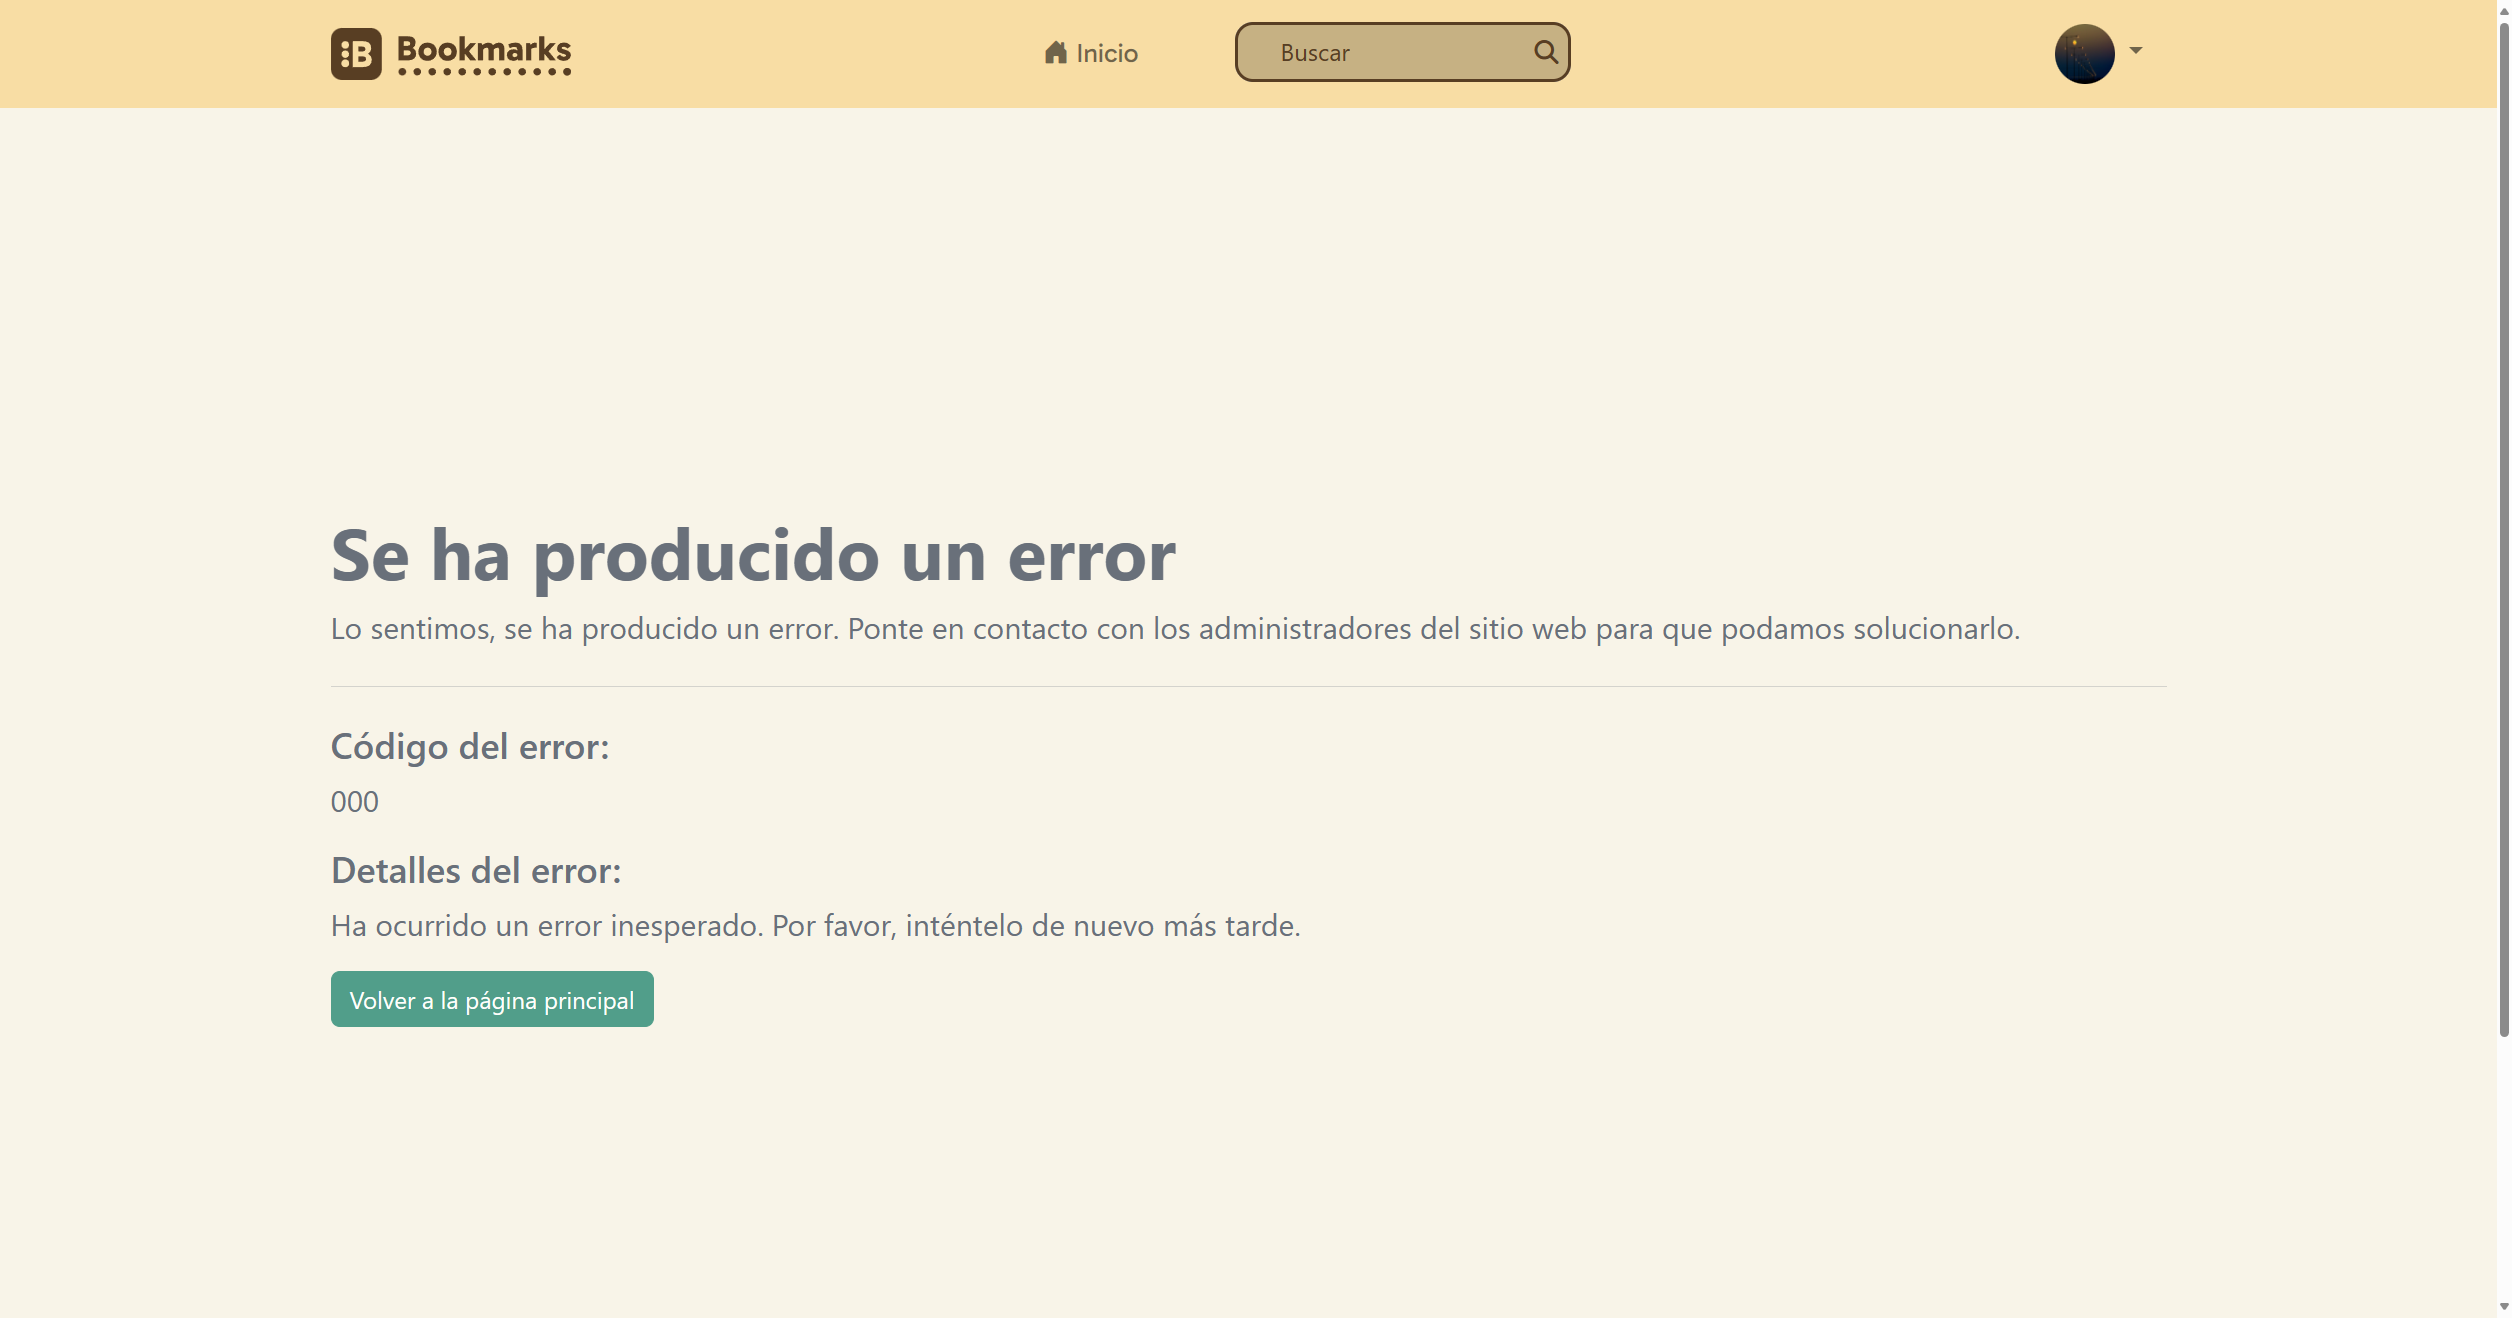 B Bookmarks
Inicio
Buscar
Se ha producido un error
Lo sentimos, se ha producido un error. Ponte en contacto con los administradores del sitio web para que podamos solucionarlo.
Código del error:
000
Detalles del error:
Ha ocurrido un error inesperado. Por favor, inténtelo de nuevo más tarde.
Volver a la página principal